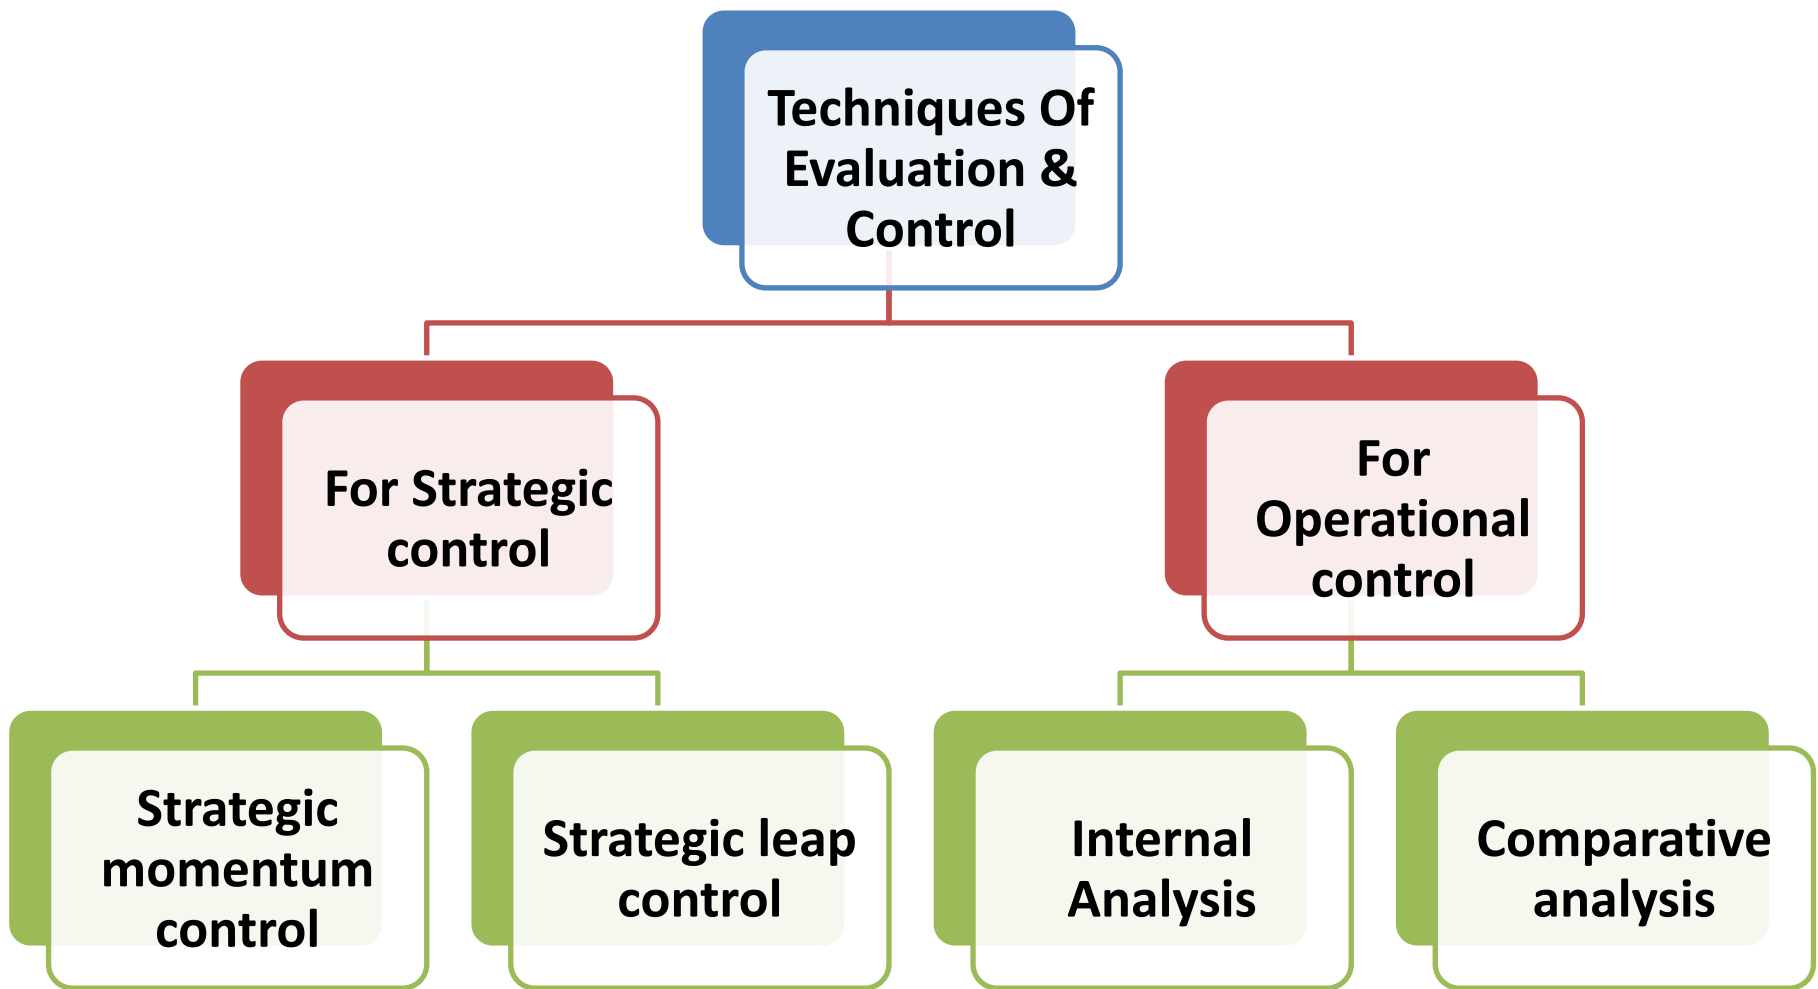 Techniques Of
Evaluation &
Control
For Strategic
control
For
Operational
control
Strategic
momentum
control
Strategic leap
control
Internal
Analysis
Comparative
analysis